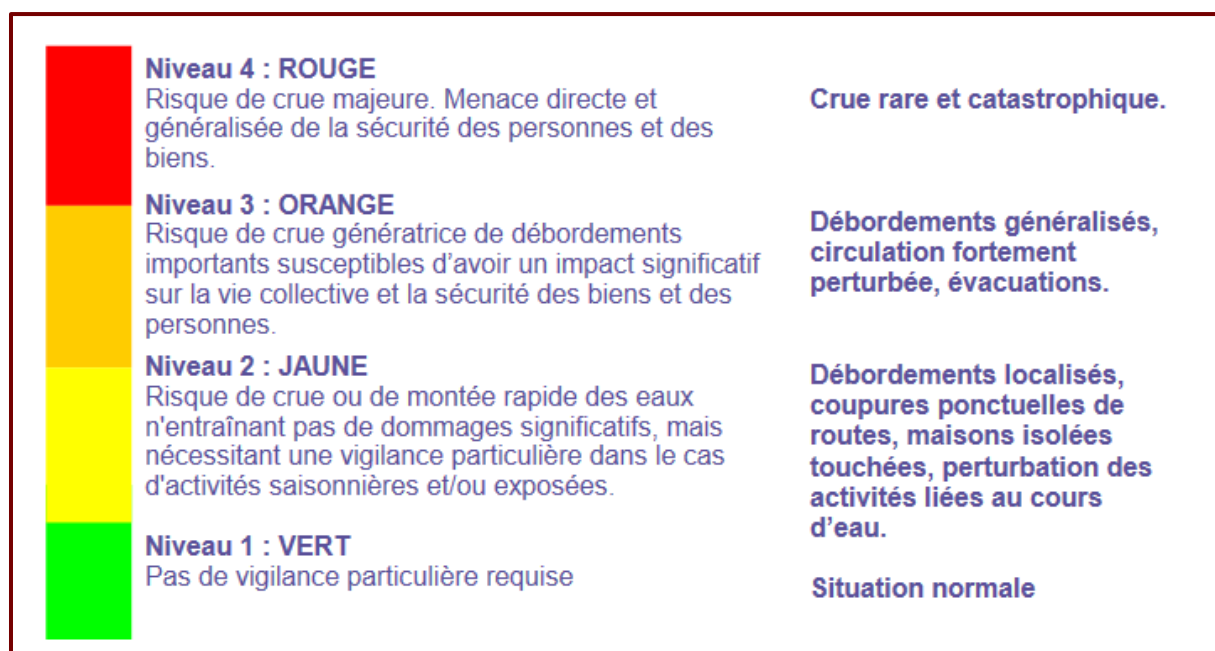 Niveau 4 : ROUGE
Risque de crue majeure. Menace directe et
généralisée de la sécurité des personnes et des
biens.
Crue rare et catastrophique.
Niveau 3 : ORANGE
Risque de crue génératrice de débordements
importants susceptibles d’avoir un impact significatif
sur la vie collective et la sécurité des biens et des
personnes.
Débordements généralisés,
circulation fortement
perturbée, évacuations.
Niveau 2 : JAUNE
Risque de crue ou de montée rapide des eaux
n'entraînant pas de dommages significatifs, mais
nécessitant une vigilance particulière dans le cas
d'activités saisonnières et/ou exposées.
Débordements localisés,
coupures ponctuelles de
routes, maisons isolées
touchées, perturbation des
activités liées au cours
d’eau.
Niveau 1 : VERT
Pas de vigilance particulière requise
Situation normale